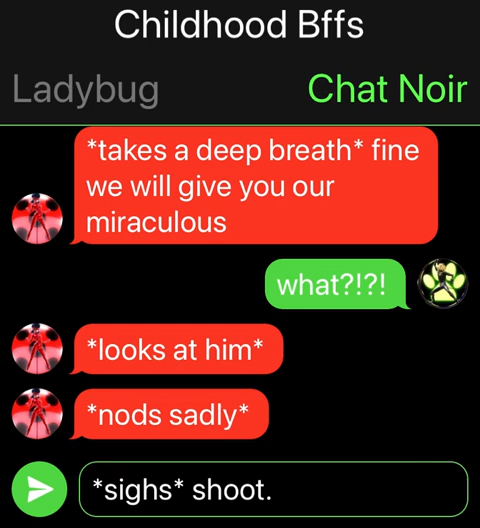 Childhood Bffs
Ladybug
Chat Noir
*takes a deep breath* fine
we will give you our
miraculous
what?!?!
*looks at him*
*nods sadly*
*sighs* shoot.